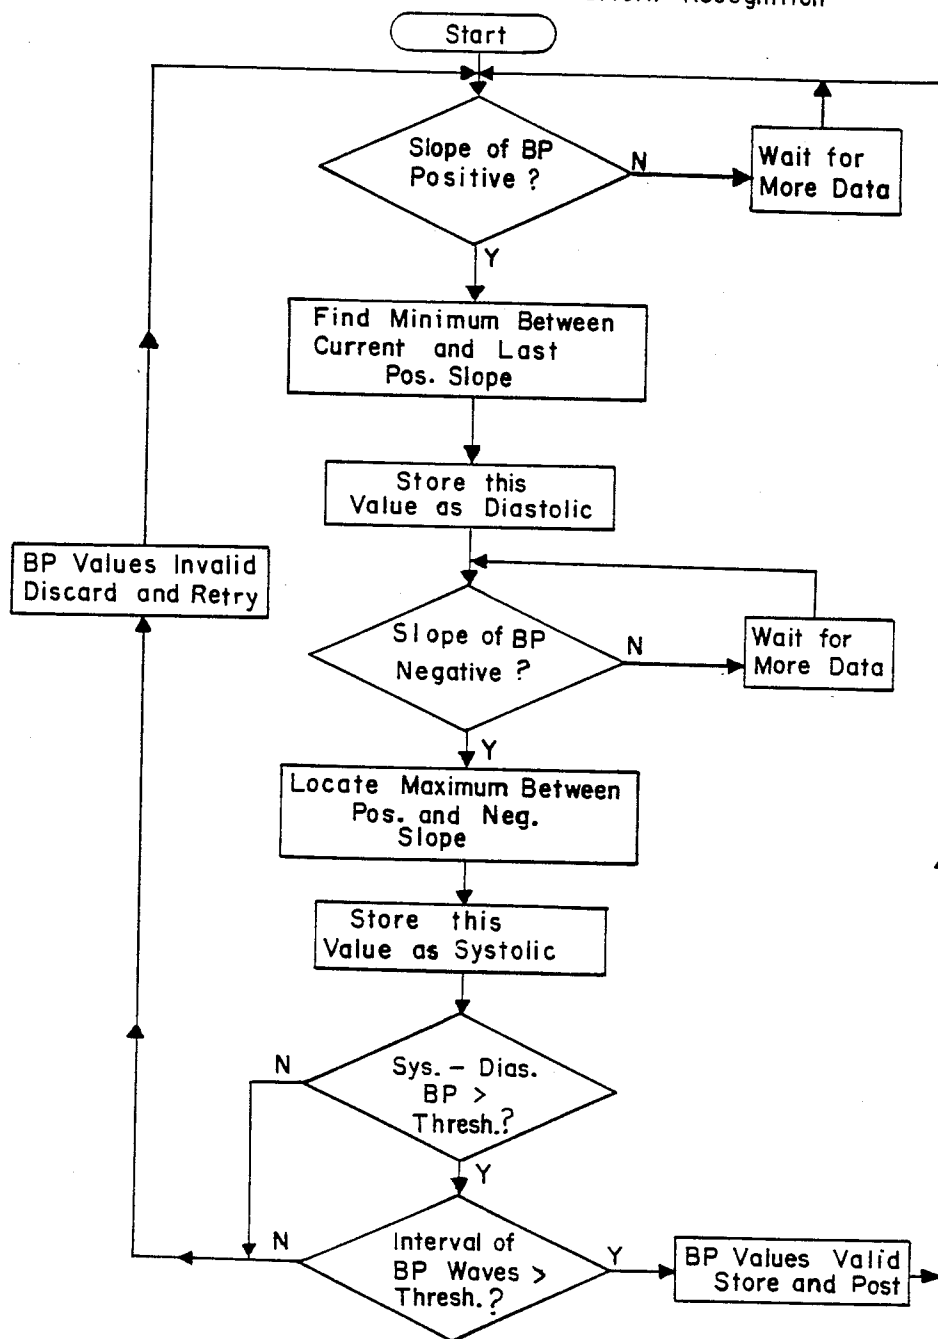 Recognition
Start
Slope of BP
Positive ?
N
Wait for
More Data
Y
Find Minimum Between
Current and Last
Pos. Slope
Store this
Value as Diastolic
BP Values Invalid
Discard and Retry
Slope of BP
Negative ?
N
Wait for
More Data
Y
Locate Maximum Between
Pos. and Neg.
Slope
Store this
Value as Systolic
N
Sys. - Dias.
BP >
Thresh.?
Y
N
Interval of
BP Waves >
Thresh.?
Y
BP Values Valid
Store and Post